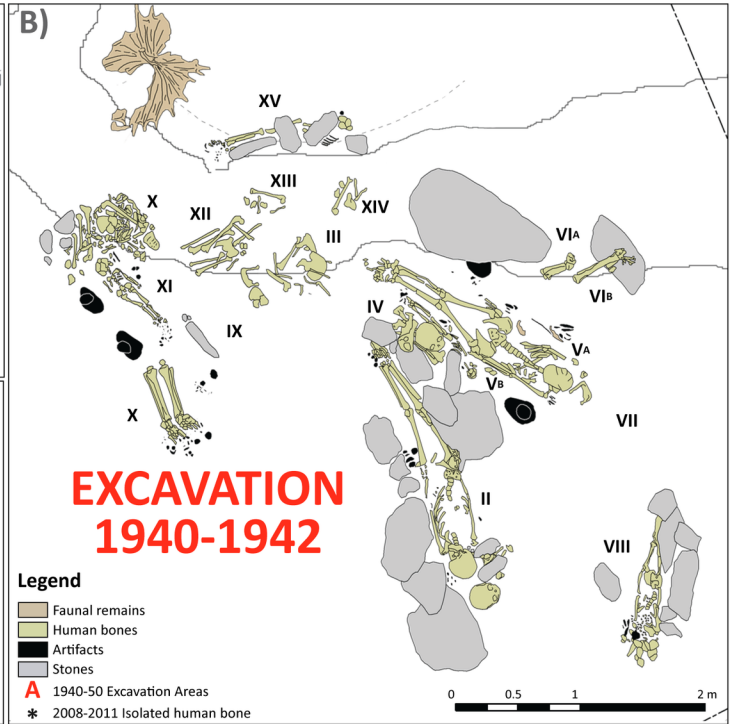 B)
XV
XIII
X
XII
XIV
III
VIA
VIB
XI
IX
IV
VA
VB
X
VII
II
VIII
EXCAVATION
1940-1942
Legend
Faunal remains
Human bones
Artifacts
Stones
A 1940-50 Excavation Areas
* 2008-2011 Isolated human bone
0 0.5 1 2 m